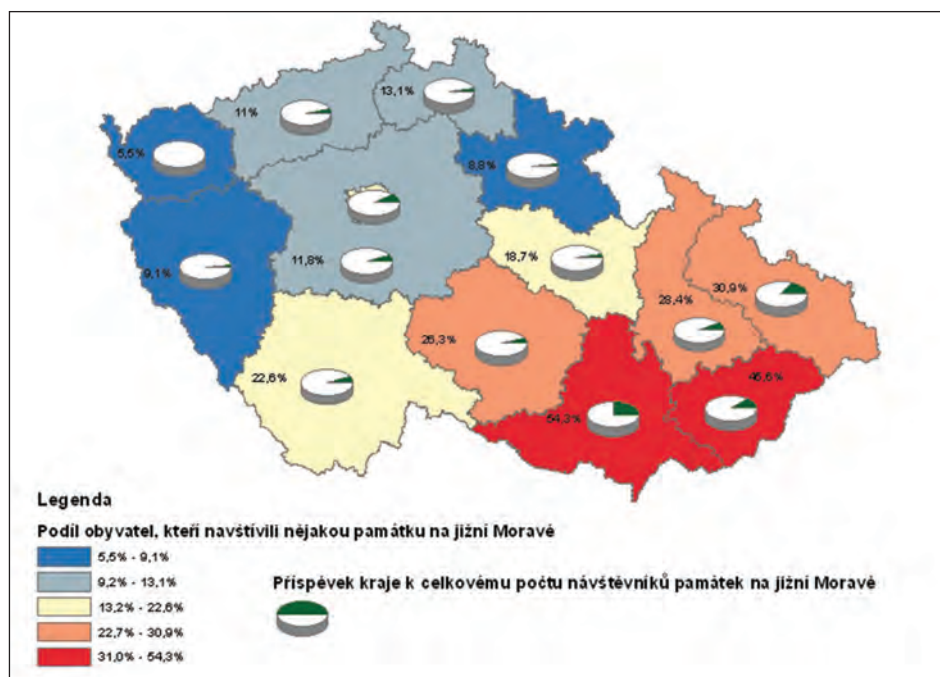 13,1%
11%
5,5%
8,8%
11,8%
18,7%
9,1%
30,9%
28,4%
26,3%
22,6%
46,6%
54,3%
Legenda
Podíl obyvatel, kteří navštívili nějakou památku na jižní Moravě
5,5% - 9,1%
9,2% - 13,1%
13,2% - 22,6%
22,7% - 30,9%
31,0% - 54,3%
Příspěvek kraje k celkovému počtu návštěvníků památek na jižní Moravě